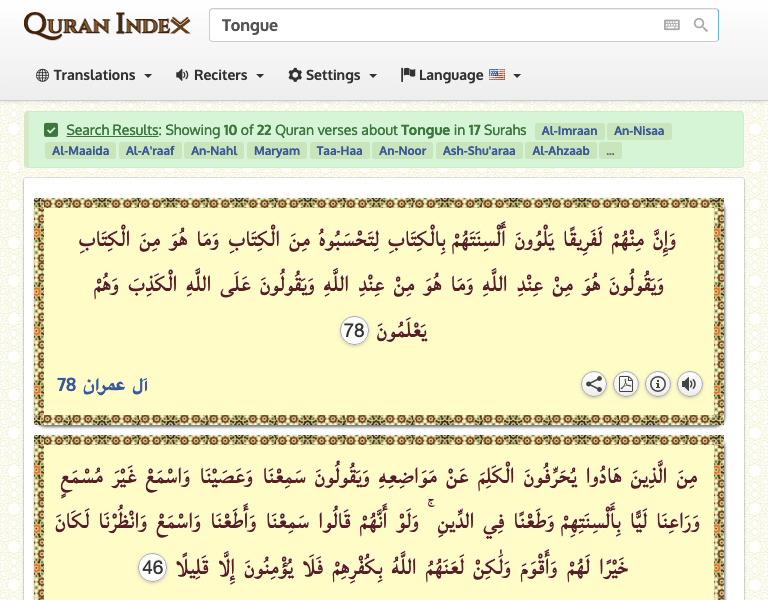 Quran Index
Tongue
Translations Reciters Settings Language
Search Results: Showing 10 of 22 Quran verses about Tongue in 17 Surahs Al-Imraan An-Nisaa
Al-Maaida Al-A'raaf An-Nahl Maryam Taa-Haa An-Noor Ash-Shu'araa Al-Ahzaab ...
وَإِنَّ مِنْهُمْ لَفَرِيقًا يَلْوُونَ أَلْسِنَتَهُمْ بِالْكِتَابِ لِتَحْسَبُوهُ مِنَ الْكِتَابِ وَمَا هُوَ مِنَ الْكِتَابِ
وَيَقُولُونَ هُوَ مِنْ عِنْدِ اللَّهِ وَمَا هُوَ مِنْ عِنْدِ اللَّهِ وَيَقُولُونَ عَلَى اللَّهِ الْكَذِبَ وَهُمْ
يَعْلَمُونَ 78
آل عمران 78
مِنَ الَّذِينَ هَادُوا يُحَرِّفُونَ الْكَلِمَ عَنْ مَوَاضِعِهِ وَيَقُولُونَ سَمِعْنَا وَعَصَيْنَا وَاسْمَعْ غَيْرَ مُسْمَعٍ
وَرَاعِنَا لَيًّا بِأَلْسِنَتِهِمْ وَطَعْنًا فِي الدِّينِ ۚ وَلَوْ أَنَّهُمْ قَالُوا سَمِعْنَا وَأَطَعْنَا وَاسْمَعْ وَانْظُرْنَا لَكَانَ
خَيْرًا لَهُمْ وَأَقْوَمَ وَلَٰكِنْ لَعَنَهُمُ اللَّهُ بِكُفْرِهِمْ فَلَا يُؤْمِنُونَ إِلَّا قَلِيلًا 46